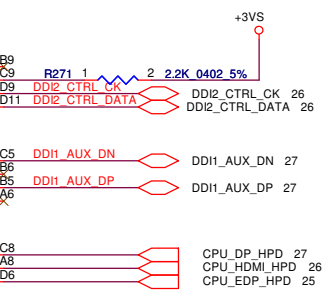 +3VS
B9
C9 R271 1 2 2.2K_0402_5%
D9 DDI2_CTRL_CK DDI2_CTRL_CK 26
D11 DDI2_CTRL_DATA DDI2_CTRL_DATA 26
C5 DDI1_AUX_DN DDI1_AUX_DN 27
B6
B5 DDI1_AUX_DP DDI1_AUX_DP 27
A6
C8 CPU_DP_HPD 27
A8 CPU_HDMI_HPD 26
D6 CPU_EDP_HPD 25